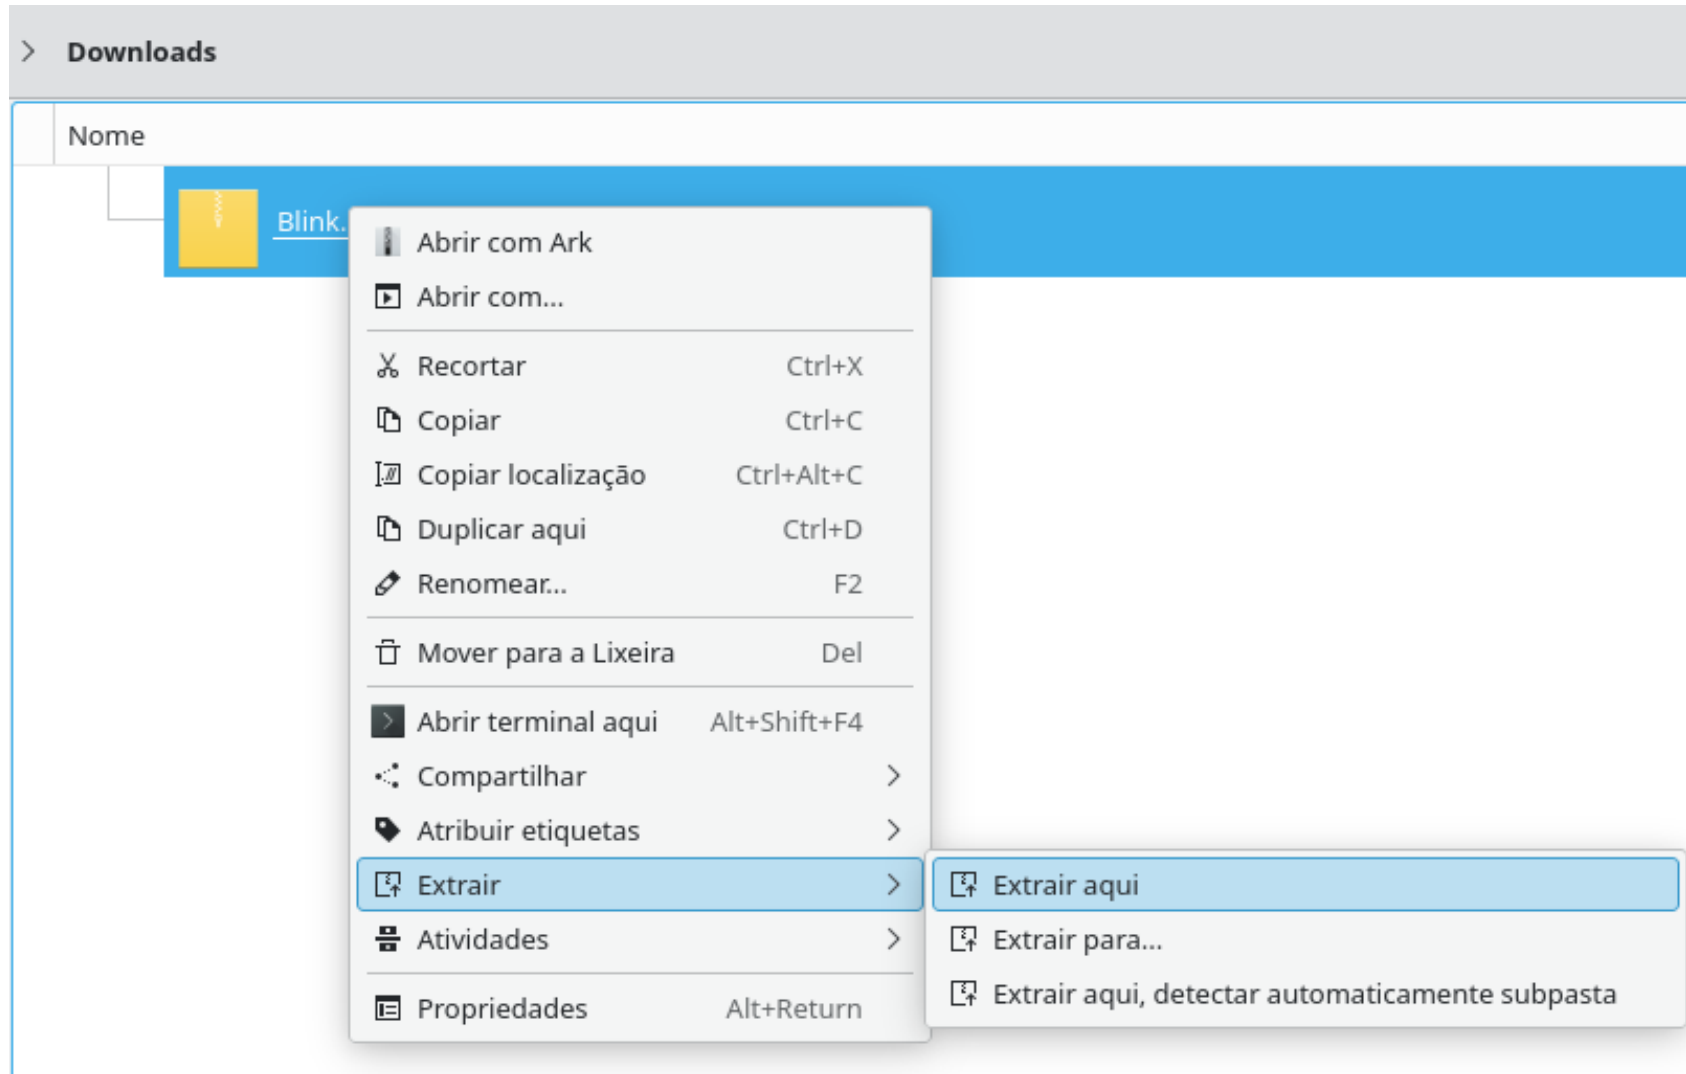 Downloads
Nome
Blink.
Abrir com Ark
Abrir com...
Recortar Ctrl+X
Copiar Ctrl+C
Copiar localização Ctrl+Alt+C
Duplicar aqui Ctrl+D
Renomear... F2
Mover para a Lixeira Del
Abrir terminal aqui Alt+Shift+F4
Compartilhar
Atribuir etiquetas
Extrair
Extrair aqui
Atividades
Extrair para...
Extrair aqui, detectar automaticamente subpasta
Propriedades Alt+Return